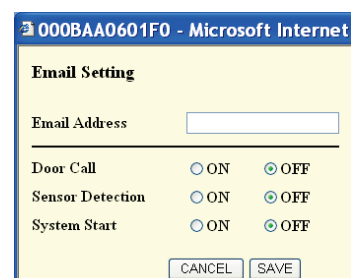 000BAA0601F0 - Microsoft Internet
Email Setting
Email Address
Door Call ON OFF
Sensor Detection ON OFF
System Start ON OFF
CANCEL SAVE